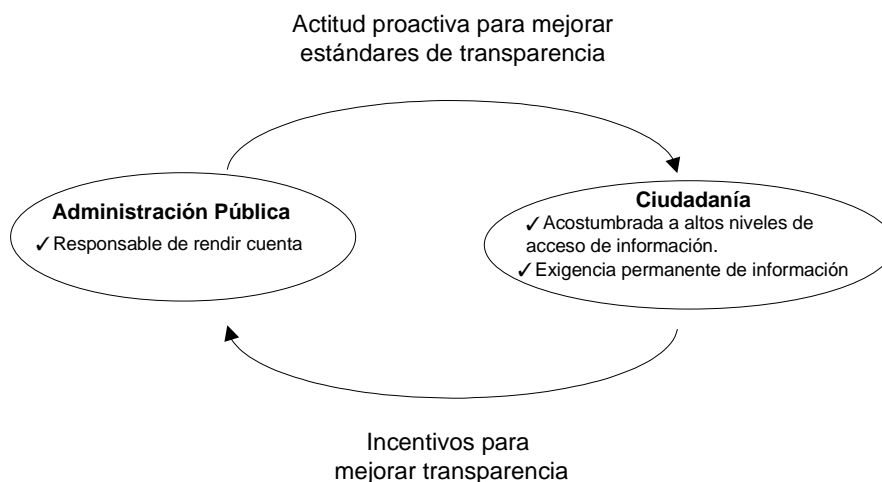 Actitud proactiva para mejorar
estándares de transparencia
Administración Pública
✓ Responsable de rendir cuenta
Ciudadanía
✓ Acostumbrada a altos niveles de
acceso de información.
✓ Exigencia permanente de información
Incentivos para
mejorar transparencia